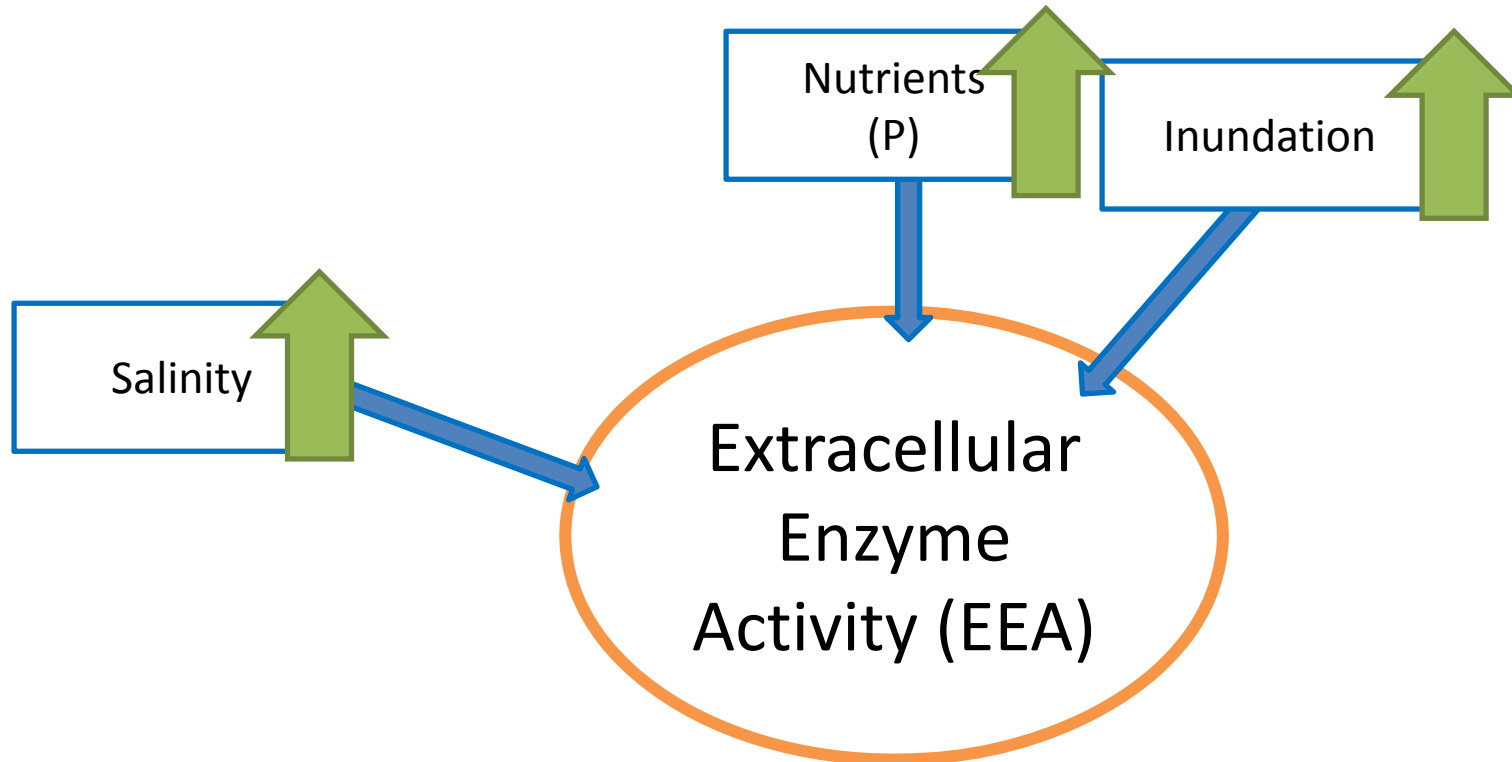 Nutrients
(P)
Inundation
Salinity
Extracellular
Enzyme
Activity (EEA)